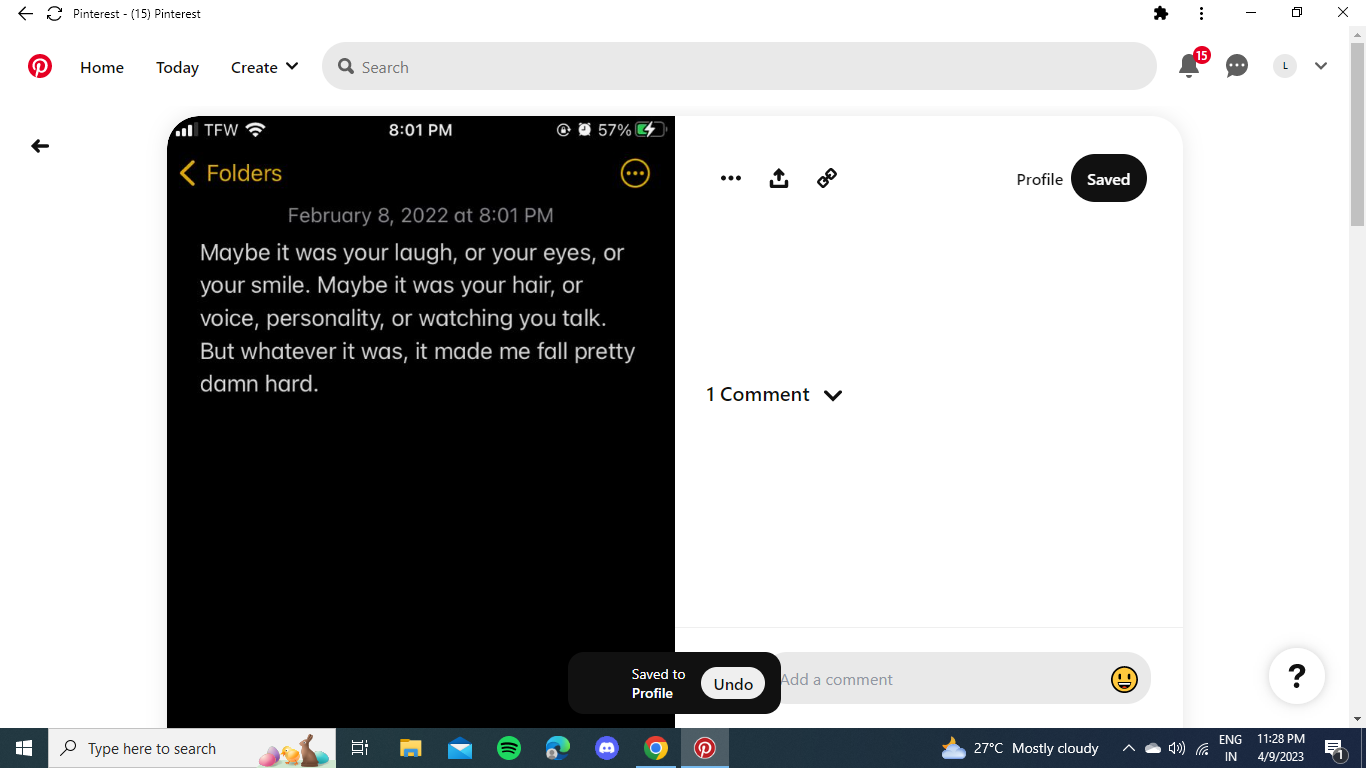 Pinterest - (15) Pinterest
Home
Today
Create
Search
15
L
TFW
8:01 PM
57%
Folders
February 8, 2022 at 8:01 PM
Maybe it was your laugh, or your eyes, or
your smile. Maybe it was your hair, or
voice, personality, or watching you talk.
But whatever it was, it made me fall pretty
damn hard.
Profile
Saved
1 Comment
Saved to
Profile
Undo
Add a comment
?
Type here to search
27°C Mostly cloudy
ENG
IN
11:28 PM
4/9/2023
1